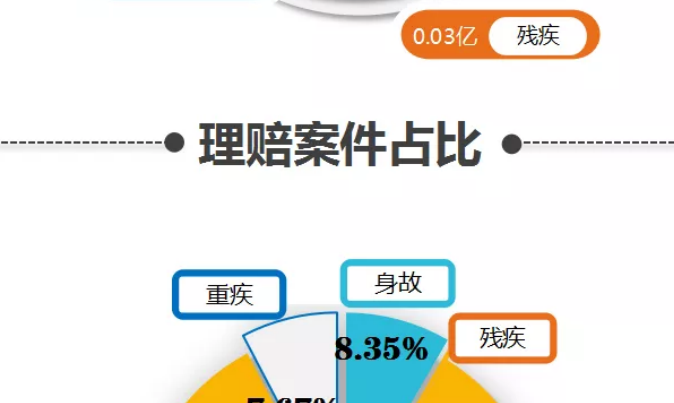 0.03亿 残疾
理赔案件占比
重疾
身故
残疾
8.35%